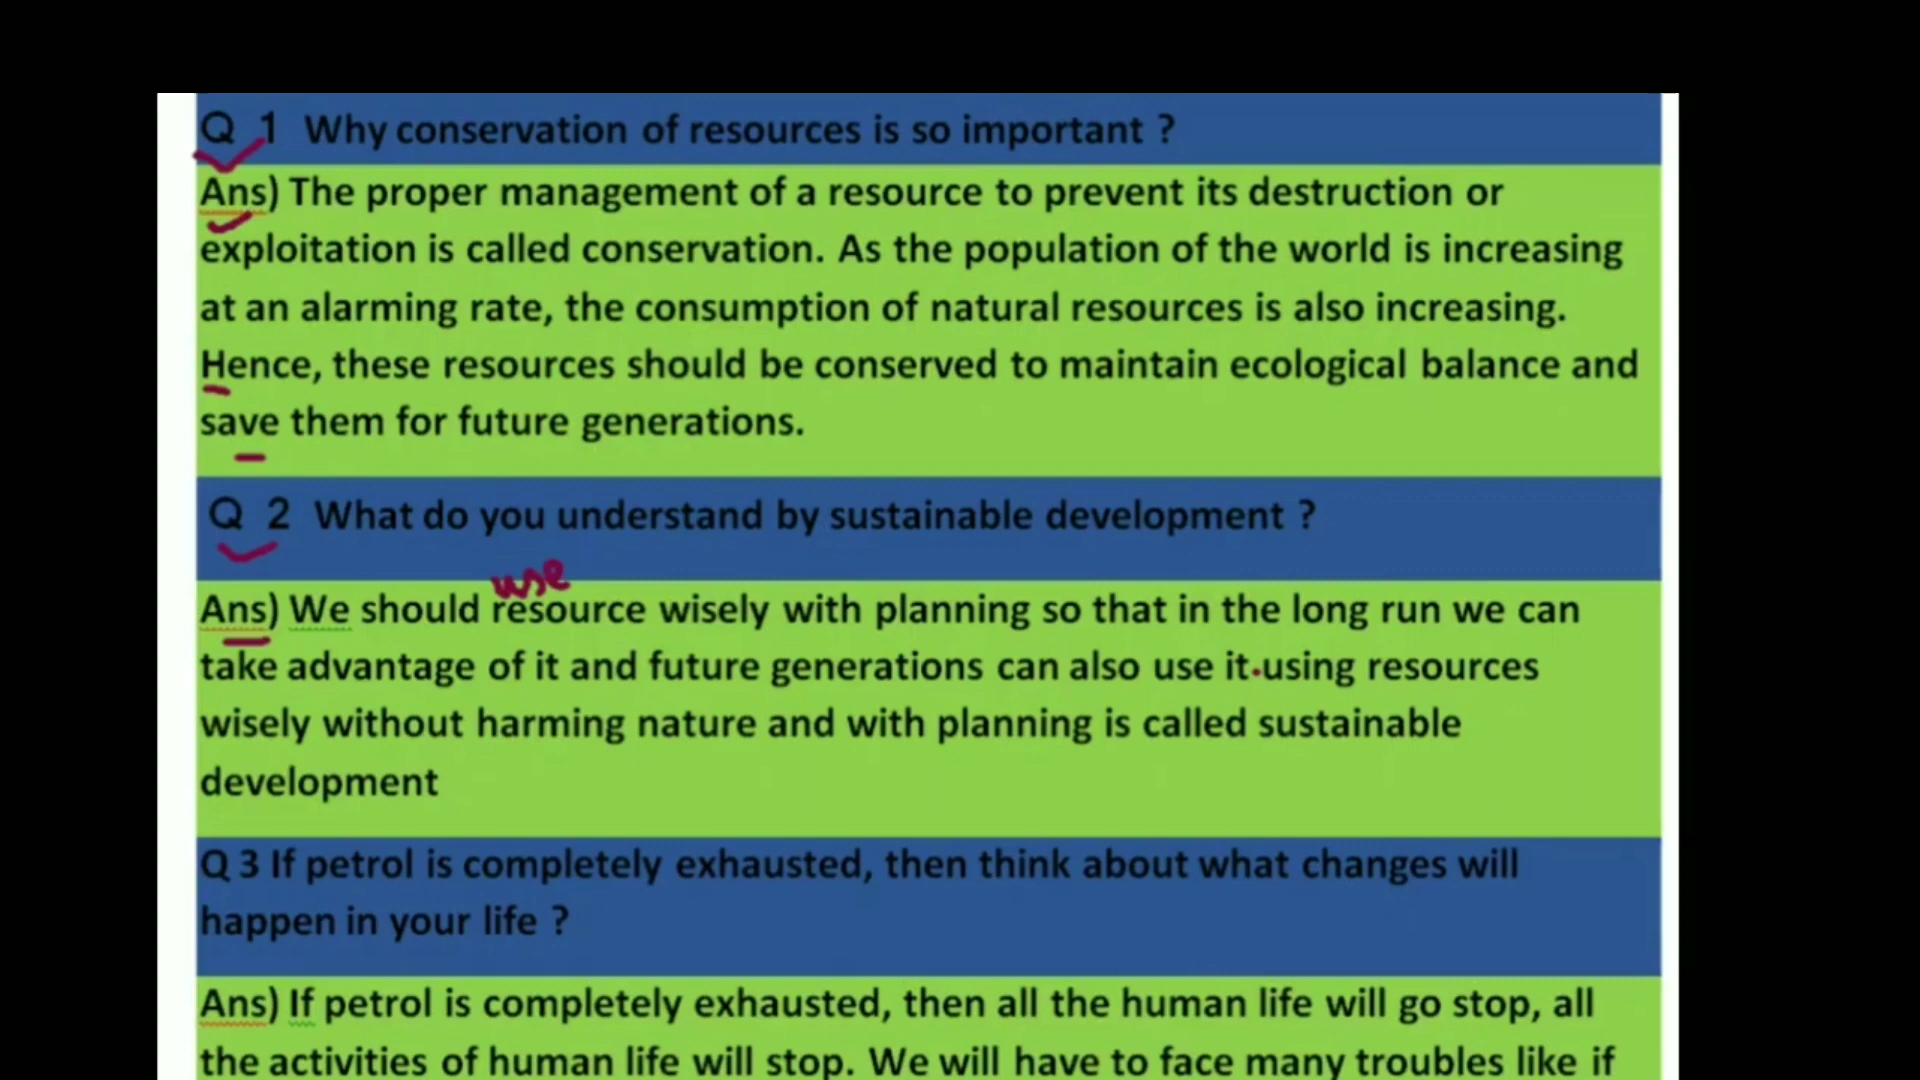 Q 1 Why conservation of resources is so important ?
Ans) The proper management of a resource to prevent its destruction or
exploitation is called conservation. As the population of the world is increasing
at an alarming rate, the consumption of natural resources is also increasing.
Hence, these resources should be conserved to maintain ecological balance and
save them for future generations.
Q 2 What do you understand by sustainable development ?
use
Ans) We should resource wisely with planning so that in the long run we can
take advantage of it and future generations can also use it.using resources
wisely without harming nature and with planning is called sustainable
development
Q 3 If petrol is completely exhausted, then think about what changes will
happen in your life ?
Ans) If petrol is completely exhausted, then all the human life will go stop, all
the activities of human life will stop. We will have to face many troubles like if